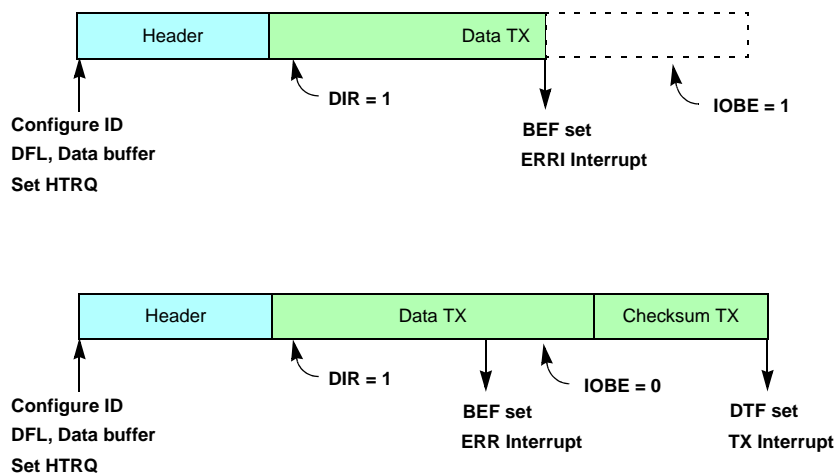 Header
Data TX
DIR = 1
IOBE = 1
Configure ID
DFL, Data buffer
Set HTRQ
BEF set
ERRI Interrupt
Header
Data TX
Checksum TX
DIR = 1
IOBE = 0
Configure ID
DFL, Data buffer
Set HTRQ
BEF set
ERR Interrupt
DTF set
TX Interrupt